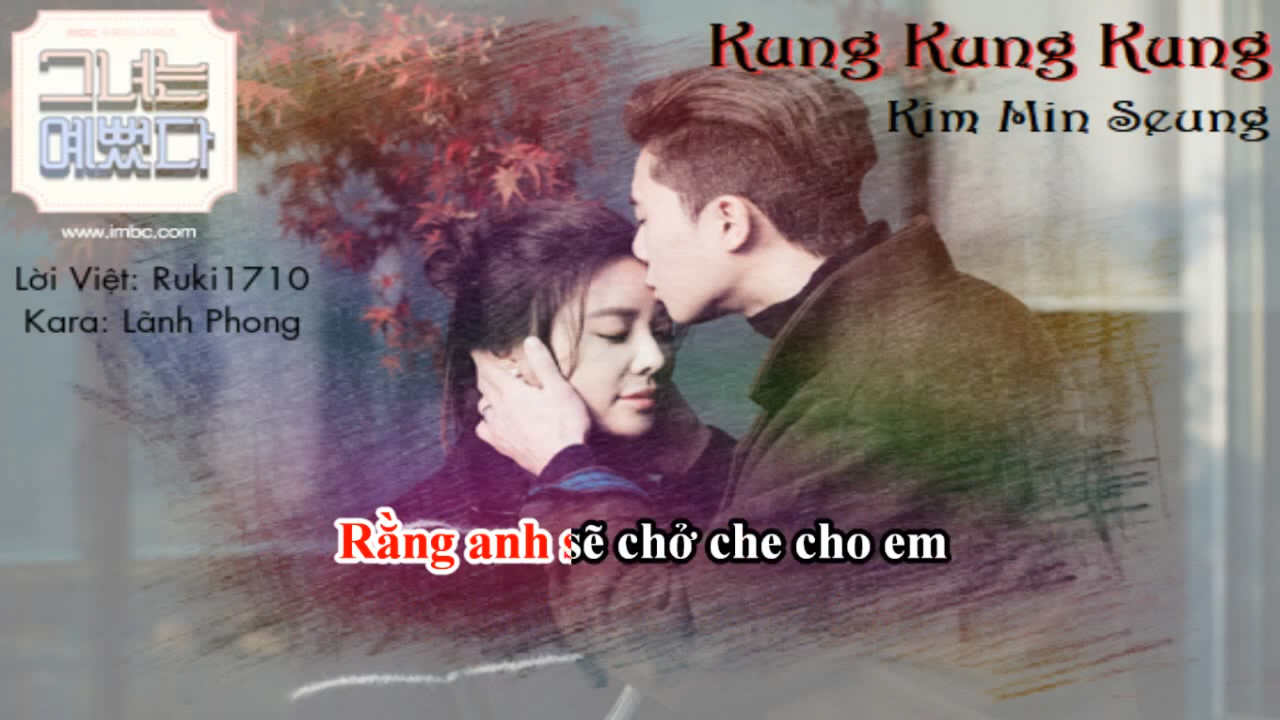 그녀는
예뻤다
www.imbc.com
Lời Việt: Ruki1710
Kara: Lãnh Phong
Kung Kung Kung
Kim Min Seung
Rằng anh sẽ chở che cho em